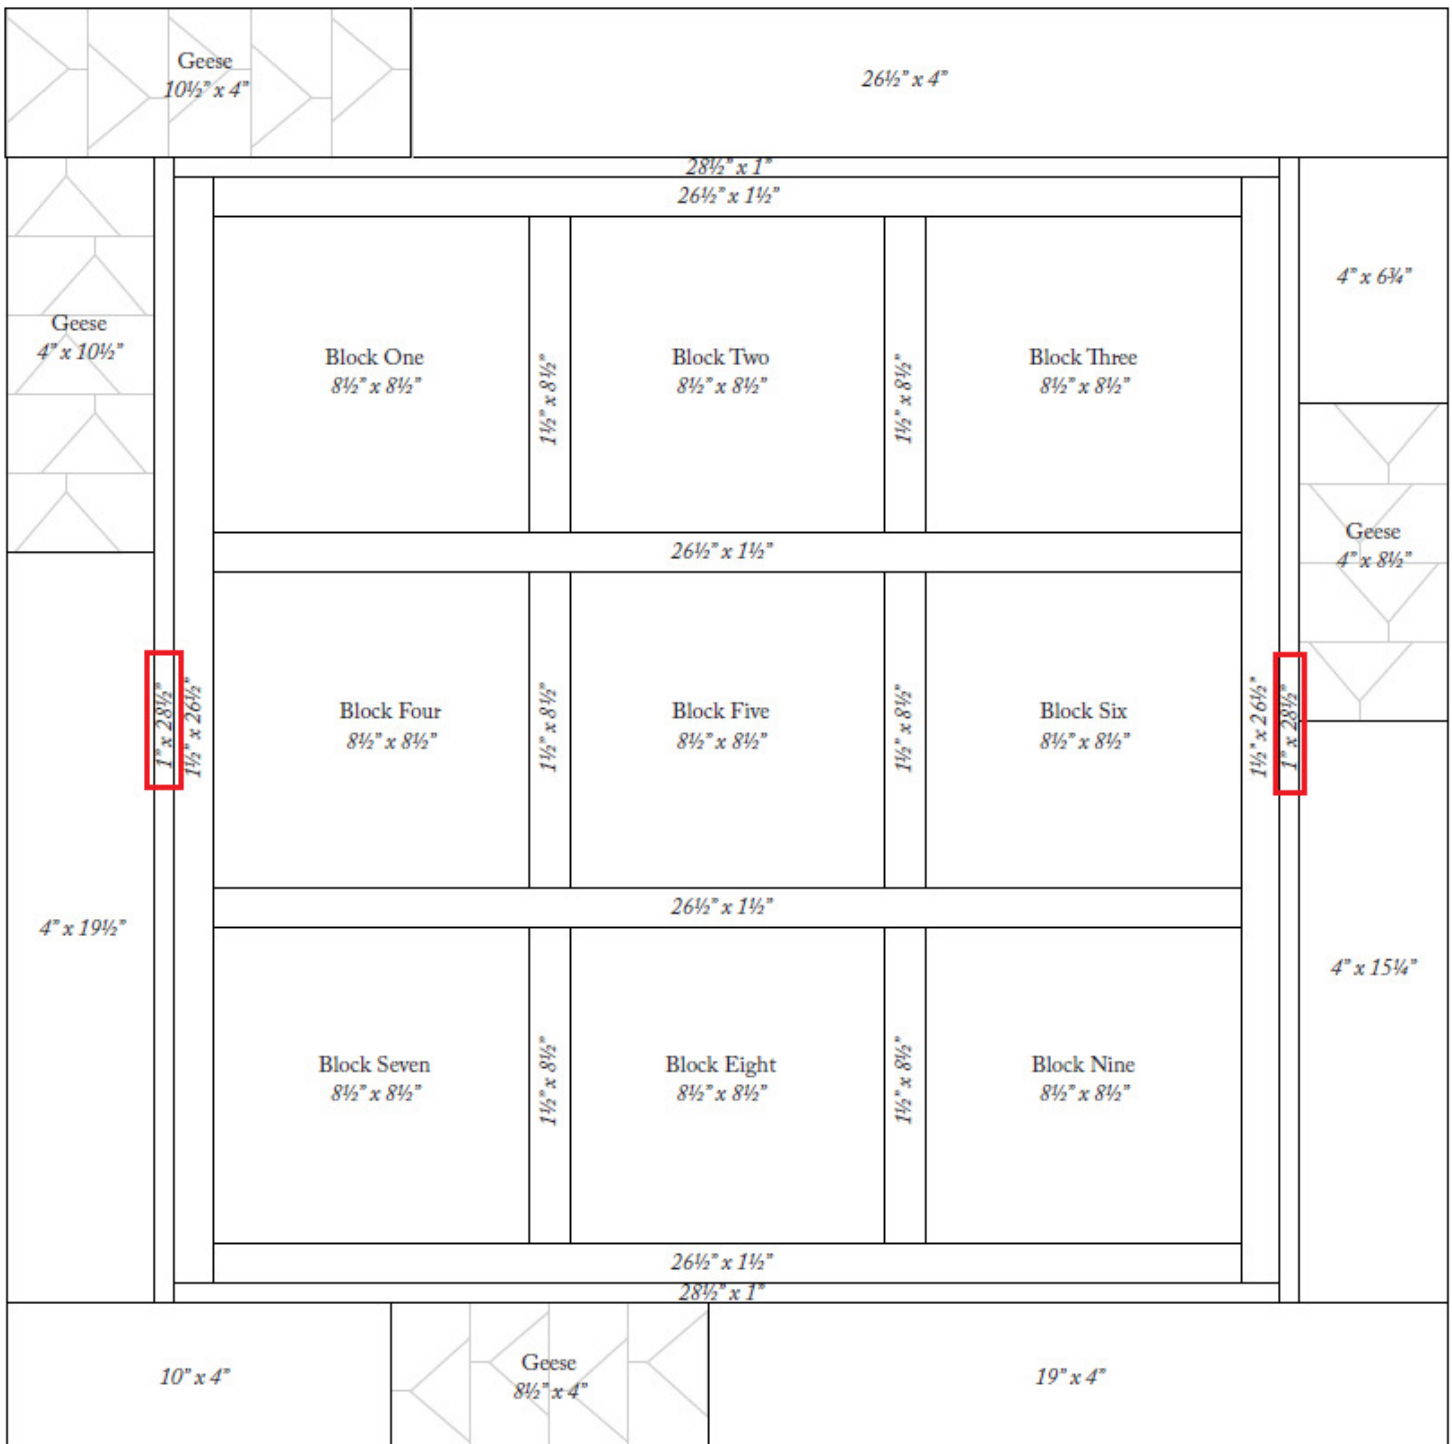 Geese
10½” x 4”
26½” x 4”
28½” x 1”
26½” x 1½”
Geese
4” x 10½”
Block One
8½” x 8½”
1½” x 8½”
Block Two
8½” x 8½”
1½” x 8½”
Block Three
8½” x 8½”
4” x 6¾”
26½” x 1½”
Geese
4” x 8½”
1” x 28½”
1½” x 26½”
Block Four
8½” x 8½”
1½” x 8½”
Block Five
8½” x 8½”
1½” x 8½”
Block Six
8½” x 8½”
1½” x 26½”
1” x 28½”
26½” x 1½”
4” x 19½”
4” x 15¼”
Block Seven
8½” x 8½”
1½” x 8½”
Block Eight
8½” x 8½”
1½” x 8½”
Block Nine
8½” x 8½”
26½” x 1½”
28½” x 1”
10” x 4”
Geese
8½” x 4”
19” x 4”